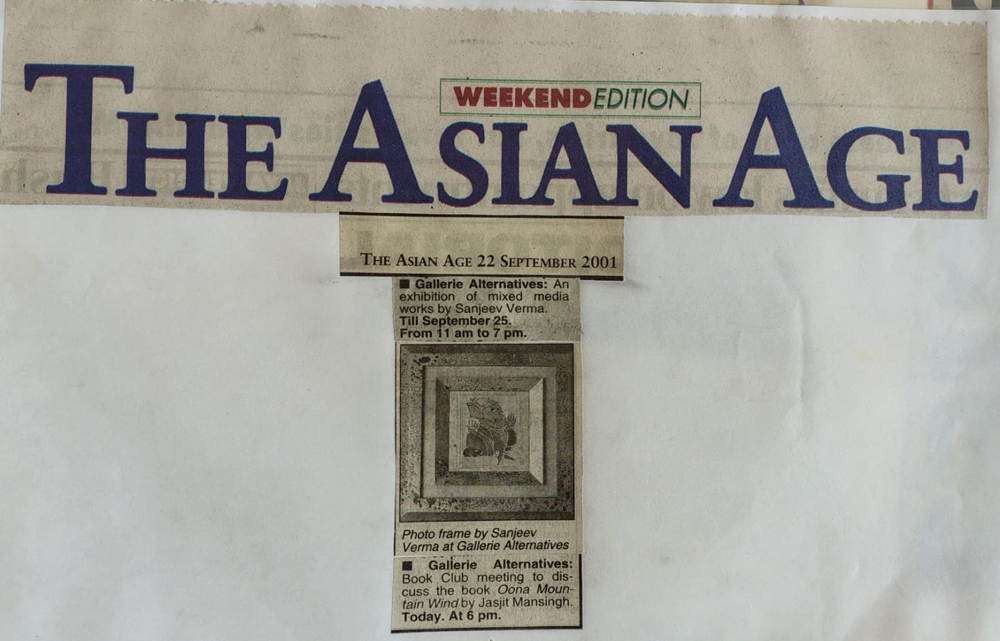 WEEKEND EDITION
THE ASIAN AGE
THE ASIAN AGE 22 SEPTEMBER 2001
■ Gallerie Alternatives: An
exhibition of mixed media
works by Sanjeev Verma.
Till September 25.
From 11 am to 7 pm.
Photo frame by Sanjeev
Verma at Gallerie Alternatives
■ Gallerie Alternatives:
Book Club meeting to dis-
cuss the book Oona Moun-
tain Wind by Jasjit Mansingh.
Today. At 6 pm.